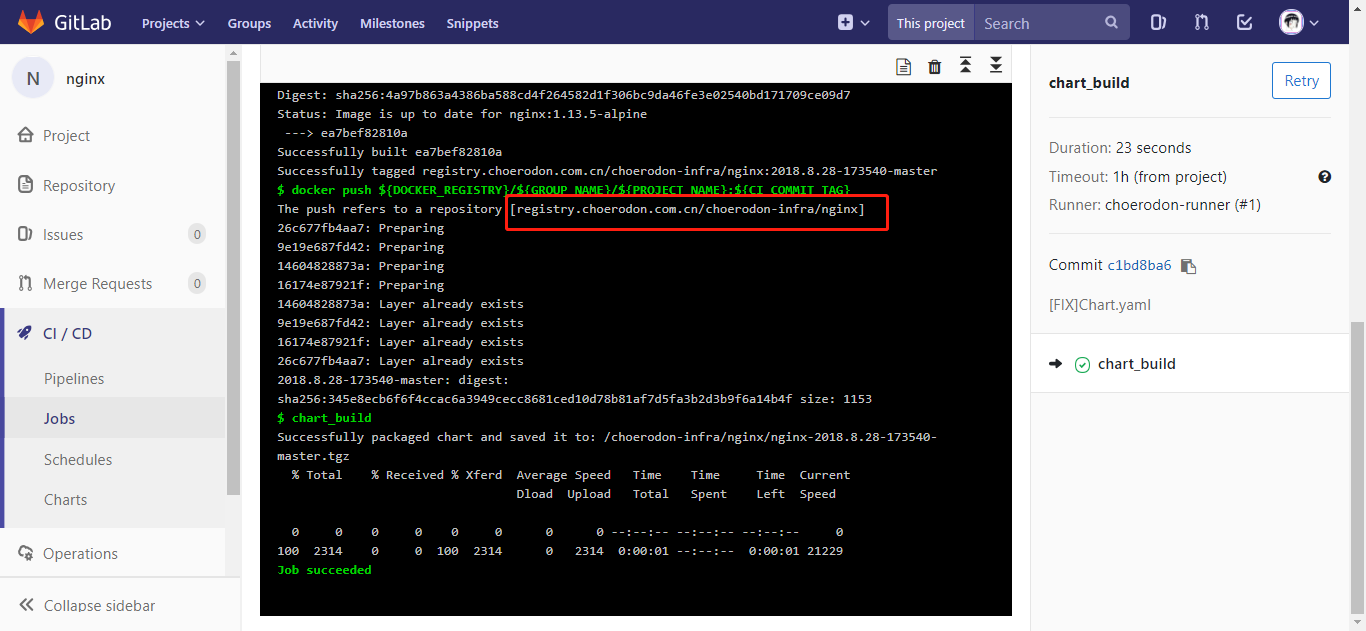 GitLab Projects Groups Activity Milestones Snippets This project Search
N nginx
Project
Repository
Issues 0
Merge Requests 0
CI / CD
Pipelines
Jobs
Schedules
Charts
Operations
Collapse sidebar
Digest: sha256:4a97b863a4386ba588cd4f264582d1f306bc9da46fe3e02540bd171709ce09d7
Status: Image is up to date for nginx:1.13.5-alpine
---> ea7bef82810a
Successfully built ea7bef82810a
Successfully tagged registry.choerodon.com.cn/choerodon-infra/nginx:2018.8.28-173540-master
$ docker push ${DOCKER_REGISTRY}/${GROUP_NAME}/${PROJECT_NAME}:${CI_COMMIT_TAG}
The push refers to a repository [registry.choerodon.com.cn/choerodon-infra/nginx]
26c677fb4aa7: Preparing
9e19e687fd42: Preparing
14604828873a: Preparing
16174e87921f: Preparing
14604828873a: Layer already exists
9e19e687fd42: Layer already exists
16174e87921f: Layer already exists
26c677fb4aa7: Layer already exists
2018.8.28-173540-master: digest:
sha256:345e8ecb6f6f4ccac6a3949cecc8681ced10d78b81af7d5fa3b2d3b9f6a14b4f size: 1153
$ chart_build
Successfully packaged chart and saved it to: /choerodon-infra/nginx/nginx-2018.8.28-173540-
master.tgz
% Total % Received % Xferd Average Speed Time Time Time Current
Dload Upload Total Spent Left Speed
0 0 0 0 0 0 0 0 --:--:-- --:--:-- --:--:-- 0
100 2314 0 0 100 2314 0 2314 0:00:01 --:--:-- 0:00:01 21229
Job succeeded
chart_build Retry
Duration: 23 seconds
Timeout: 1h (from project)
Runner: choerodon-runner (#1)
Commit c1bd8ba6
[FIX]Chart.yaml
chart_build